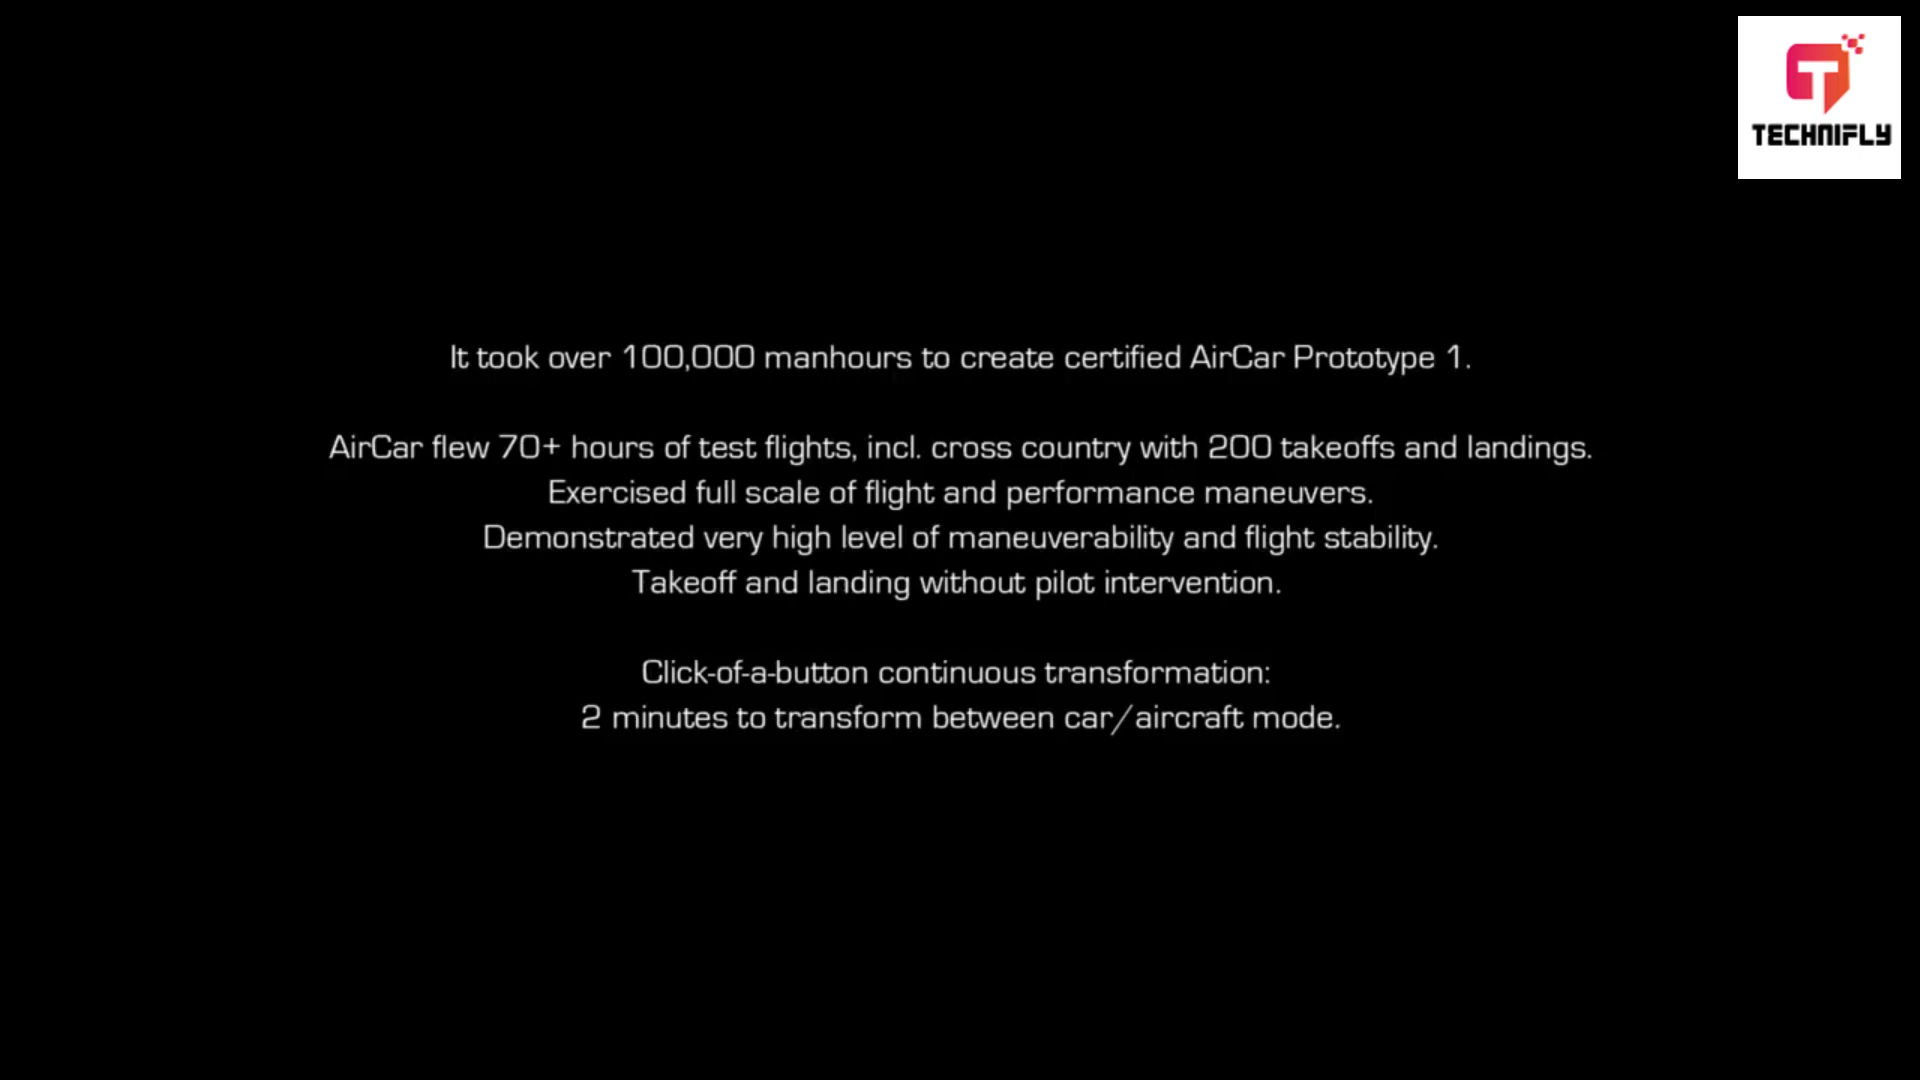 TECHNIFLY
It took over 100,000 manhours to create certified AirCar Prototype 1.
AirCar flew 70+ hours of test flights, incl. cross country with 200 takeoffs and landings.
Exercised full scale of flight and performance maneuvers.
Demonstrated very high level of maneuverability and flight stability.
Takeoff and landing without pilot intervention.
Click-of-a-button continuous transformation:
2 minutes to transform between car/aircraft mode.